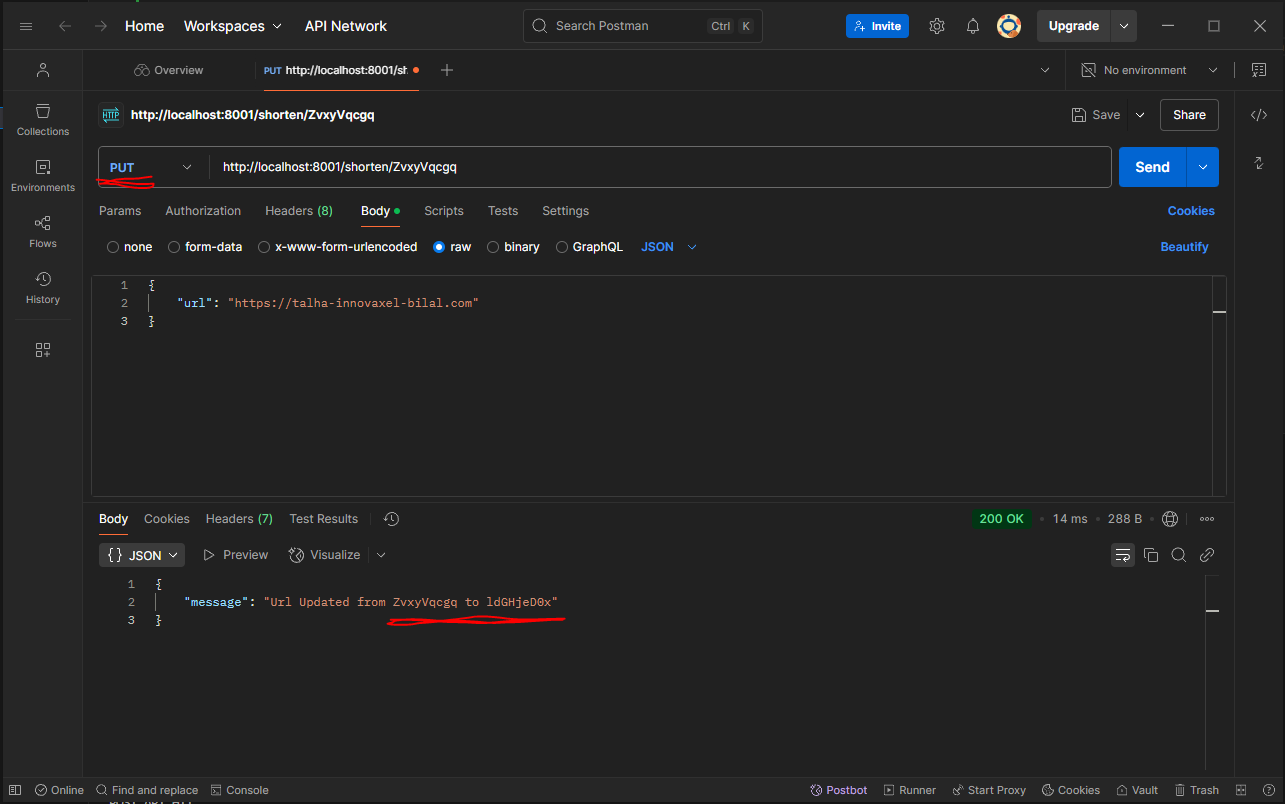 Home Workspaces API Network Search Postman Ctrl K Invite Upgrade
Overview PUT http://localhost:8001/sh No environment
HTTP http://localhost:8001/shorten/ZvxyVqcgq Save Share
Collections
PUT http://localhost:8001/shorten/ZvxyVqcgq Send
Environments
Params Authorization Headers (8) Body Scripts Tests Settings Cookies
Flows
none form-data x-www-form-urlencoded raw binary GraphQL JSON Beautify
History
1 {
2 "url": "https://talha-innovaxel-bilal.com"
3 }
Body Cookies Headers (7) Test Results 200 OK 14 ms 288 B
{} JSON Preview Visualize
1 {
2 "message": "Url Updated from ZvxyVqcgq to ldGHjeD0x"
3 }
Online Find and replace Console Postbot Runner Start Proxy Cookies Vault Trash